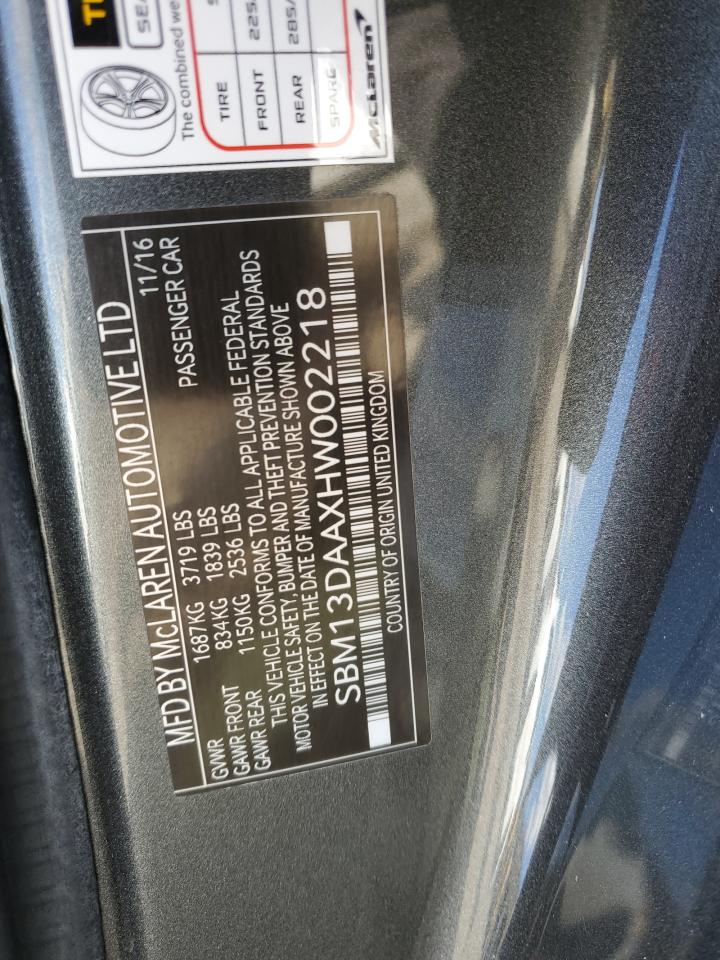 The combined we
TIRE
FRONT 225
REAR 285/
SPARE
McLaren
MFD BY McLAREN AUTOMOTIVE LTD
11/16
GVWR 1687KG 3719 LBS PASSENGER CAR
GAWR FRONT 834KG 1839 LBS
GAWR REAR 1150KG 2536 LBS
THIS VEHICLE CONFORMS TO ALL APPLICABLE FEDERAL
MOTOR VEHICLE SAFETY, BUMPER AND THEFT PREVENTION STANDARDS
IN EFFECT ON THE DATE OF MANUFACTURE SHOWN ABOVE
SBM13DAAXHW002218
COUNTRY OF ORIGIN UNITED KINGDOM